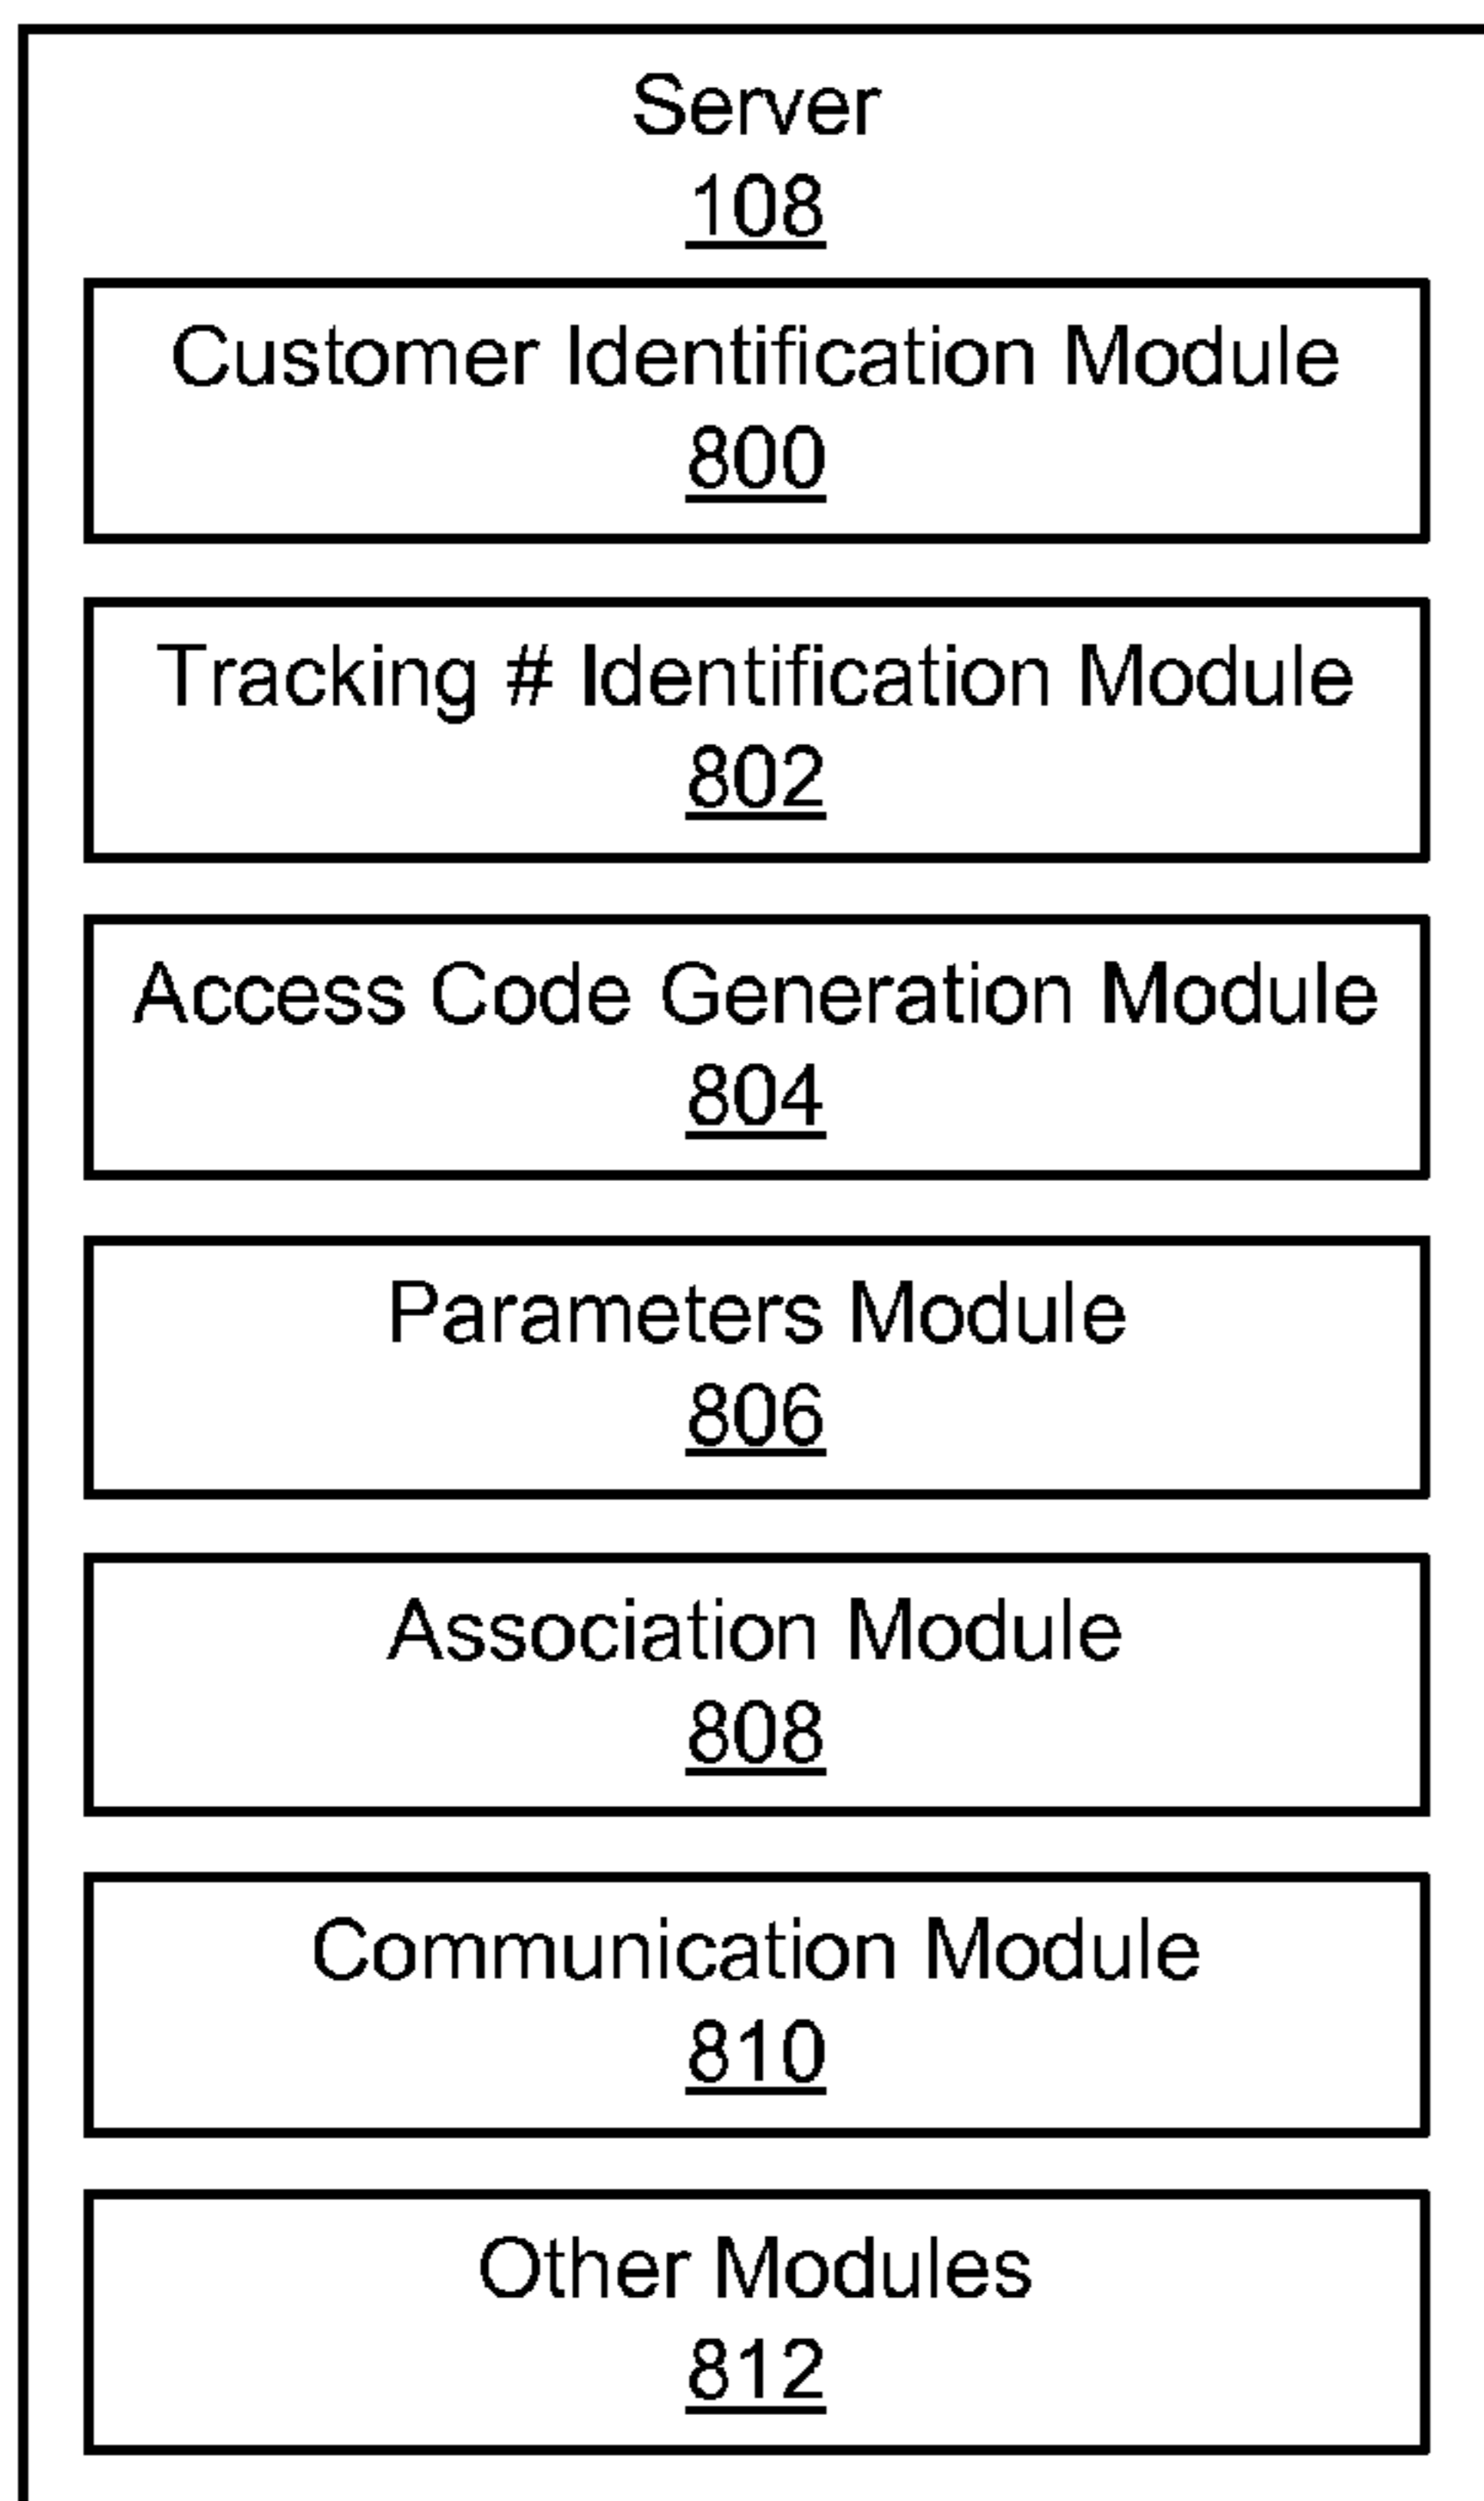 Server
108
Customer Identification Module
800
Tracking # Identification Module
802
Access Code Generation Module
804
Parameters Module
806
Association Module
808
Communication Module
810
Other Modules
812